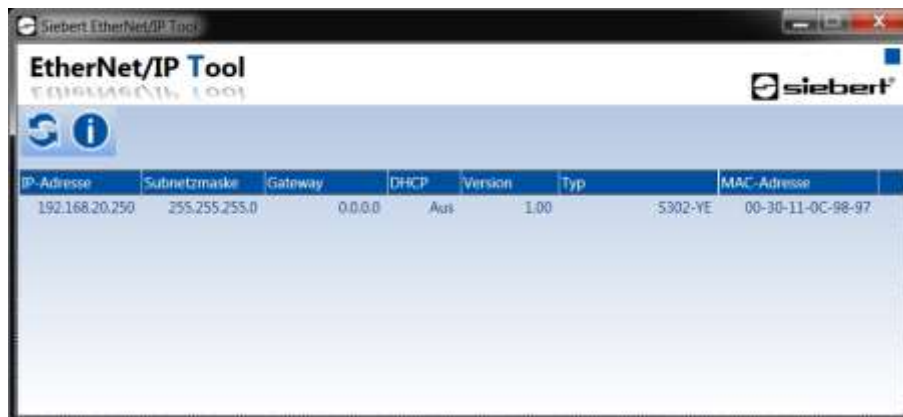 Siebert EtherNet/IP Tool
EtherNet/IP Tool
siebert
IP-Adresse Subnetzmaske Gateway DHCP Version Typ MAC-Adresse
192.168.20.250 255.255.255.0 0.0.0.0 Aus 1.00 S302-YE 00-30-11-0C-98-97